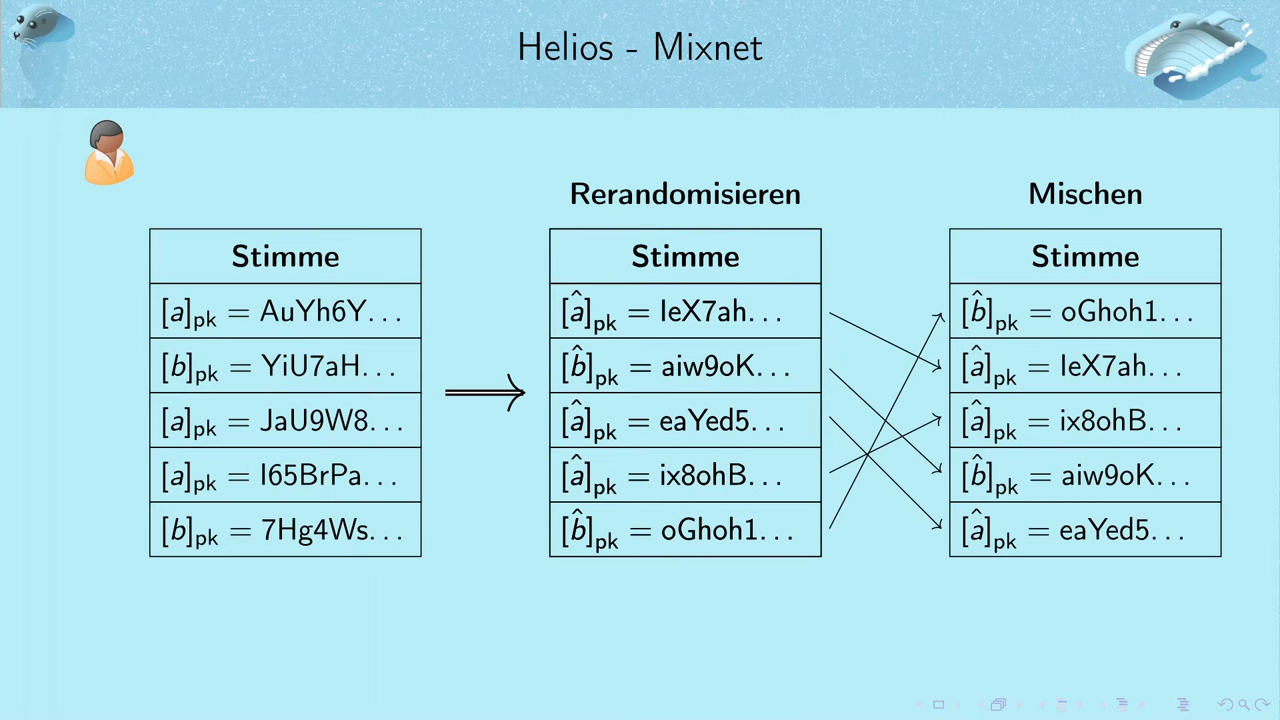 Helios - Mixnet
Rerandomisieren
Mischen
Stimme
[a]pk = AuYh6Y...
[b]pk = YiU7aH...
[a]pk = JaU9W8...
[a]pk = I65BrPa...
[b]pk = 7Hg4Ws...
Stimme
[â]pk = IeX7ah...
[b̂]pk = aiw9oK...
[â]pk = eaYed5...
[â]pk = ix8ohB...
[b̂]pk = oGhoh1...
Stimme
[b̂]pk = oGhoh1...
[â]pk = IeX7ah...
[â]pk = ix8ohB...
[b̂]pk = aiw9oK...
[â]pk = eaYed5...